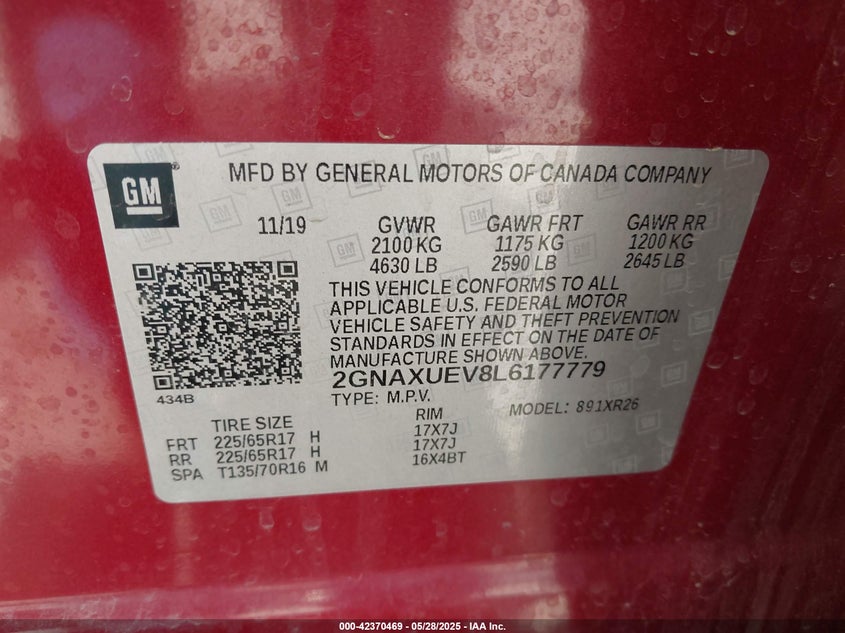 GM
MFD BY GENERAL MOTORS OF CANADA COMPANY
11/19 GVWR GAWR FRT GAWR RR
2100 KG 1175 KG 1200 KG
4630 LB 2590 LB 2645 LB
THIS VEHICLE CONFORMS TO ALL
APPLICABLE U.S. FEDERAL MOTOR
VEHICLE SAFETY AND THEFT PREVENTION
STANDARDS IN EFFECT ON THE DATE OF
MANUFACTURE SHOWN ABOVE.
2GNAXUEV8L6177779
434B
TYPE: M.P.V. MODEL: 891XR26
TIRE SIZE RIM
FRT 225/65R17 H 17X7J
RR 225/65R17 H 17X7J
SPA T135/70R16 M 16X4BT
000-42370469 | 05/28/2025 - IAA Inc.